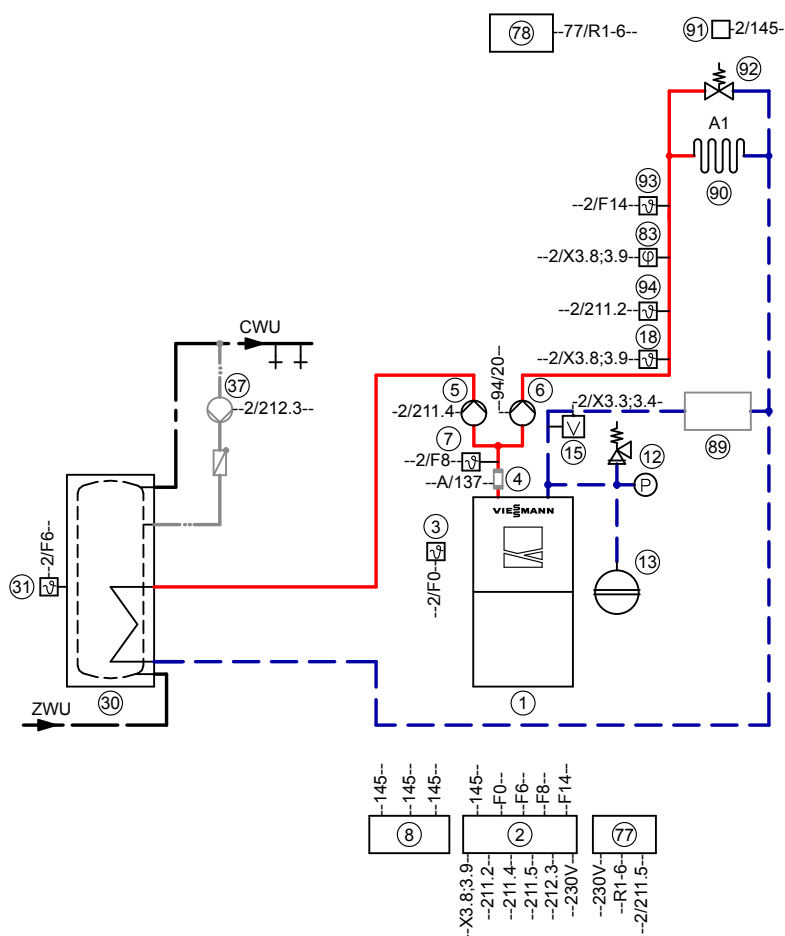 78
--77/R1-6--
91
-2/145-
92
A1
90
93
--2/F14--
83
--2/X3.8;3.9--
φ
94
--2/211.2--
18
--2/X3.8;3.9--
ϑ
ϑ
ϑ
CWU
37
--2/212.3--
5
-2/211.4-
--94/20--
6
-2/X3.3;3.4-
V
15
89
7
--2/F8--
ϑ
4
--A/137--
12
P
VIESMANN
3
ϑ
--2/F0--
13
--2/F6--
31
ϑ
ZWU
30
1
--145--
--145--
--145--
8
--145--
--F0--
--F6--
--F8--
--F14--
2
--X3.8;3.9--
--211.2--
--211.4--
--211.5--
--212.3--
--230V--
77
--230V--
--R1-6--
--2/211.5--